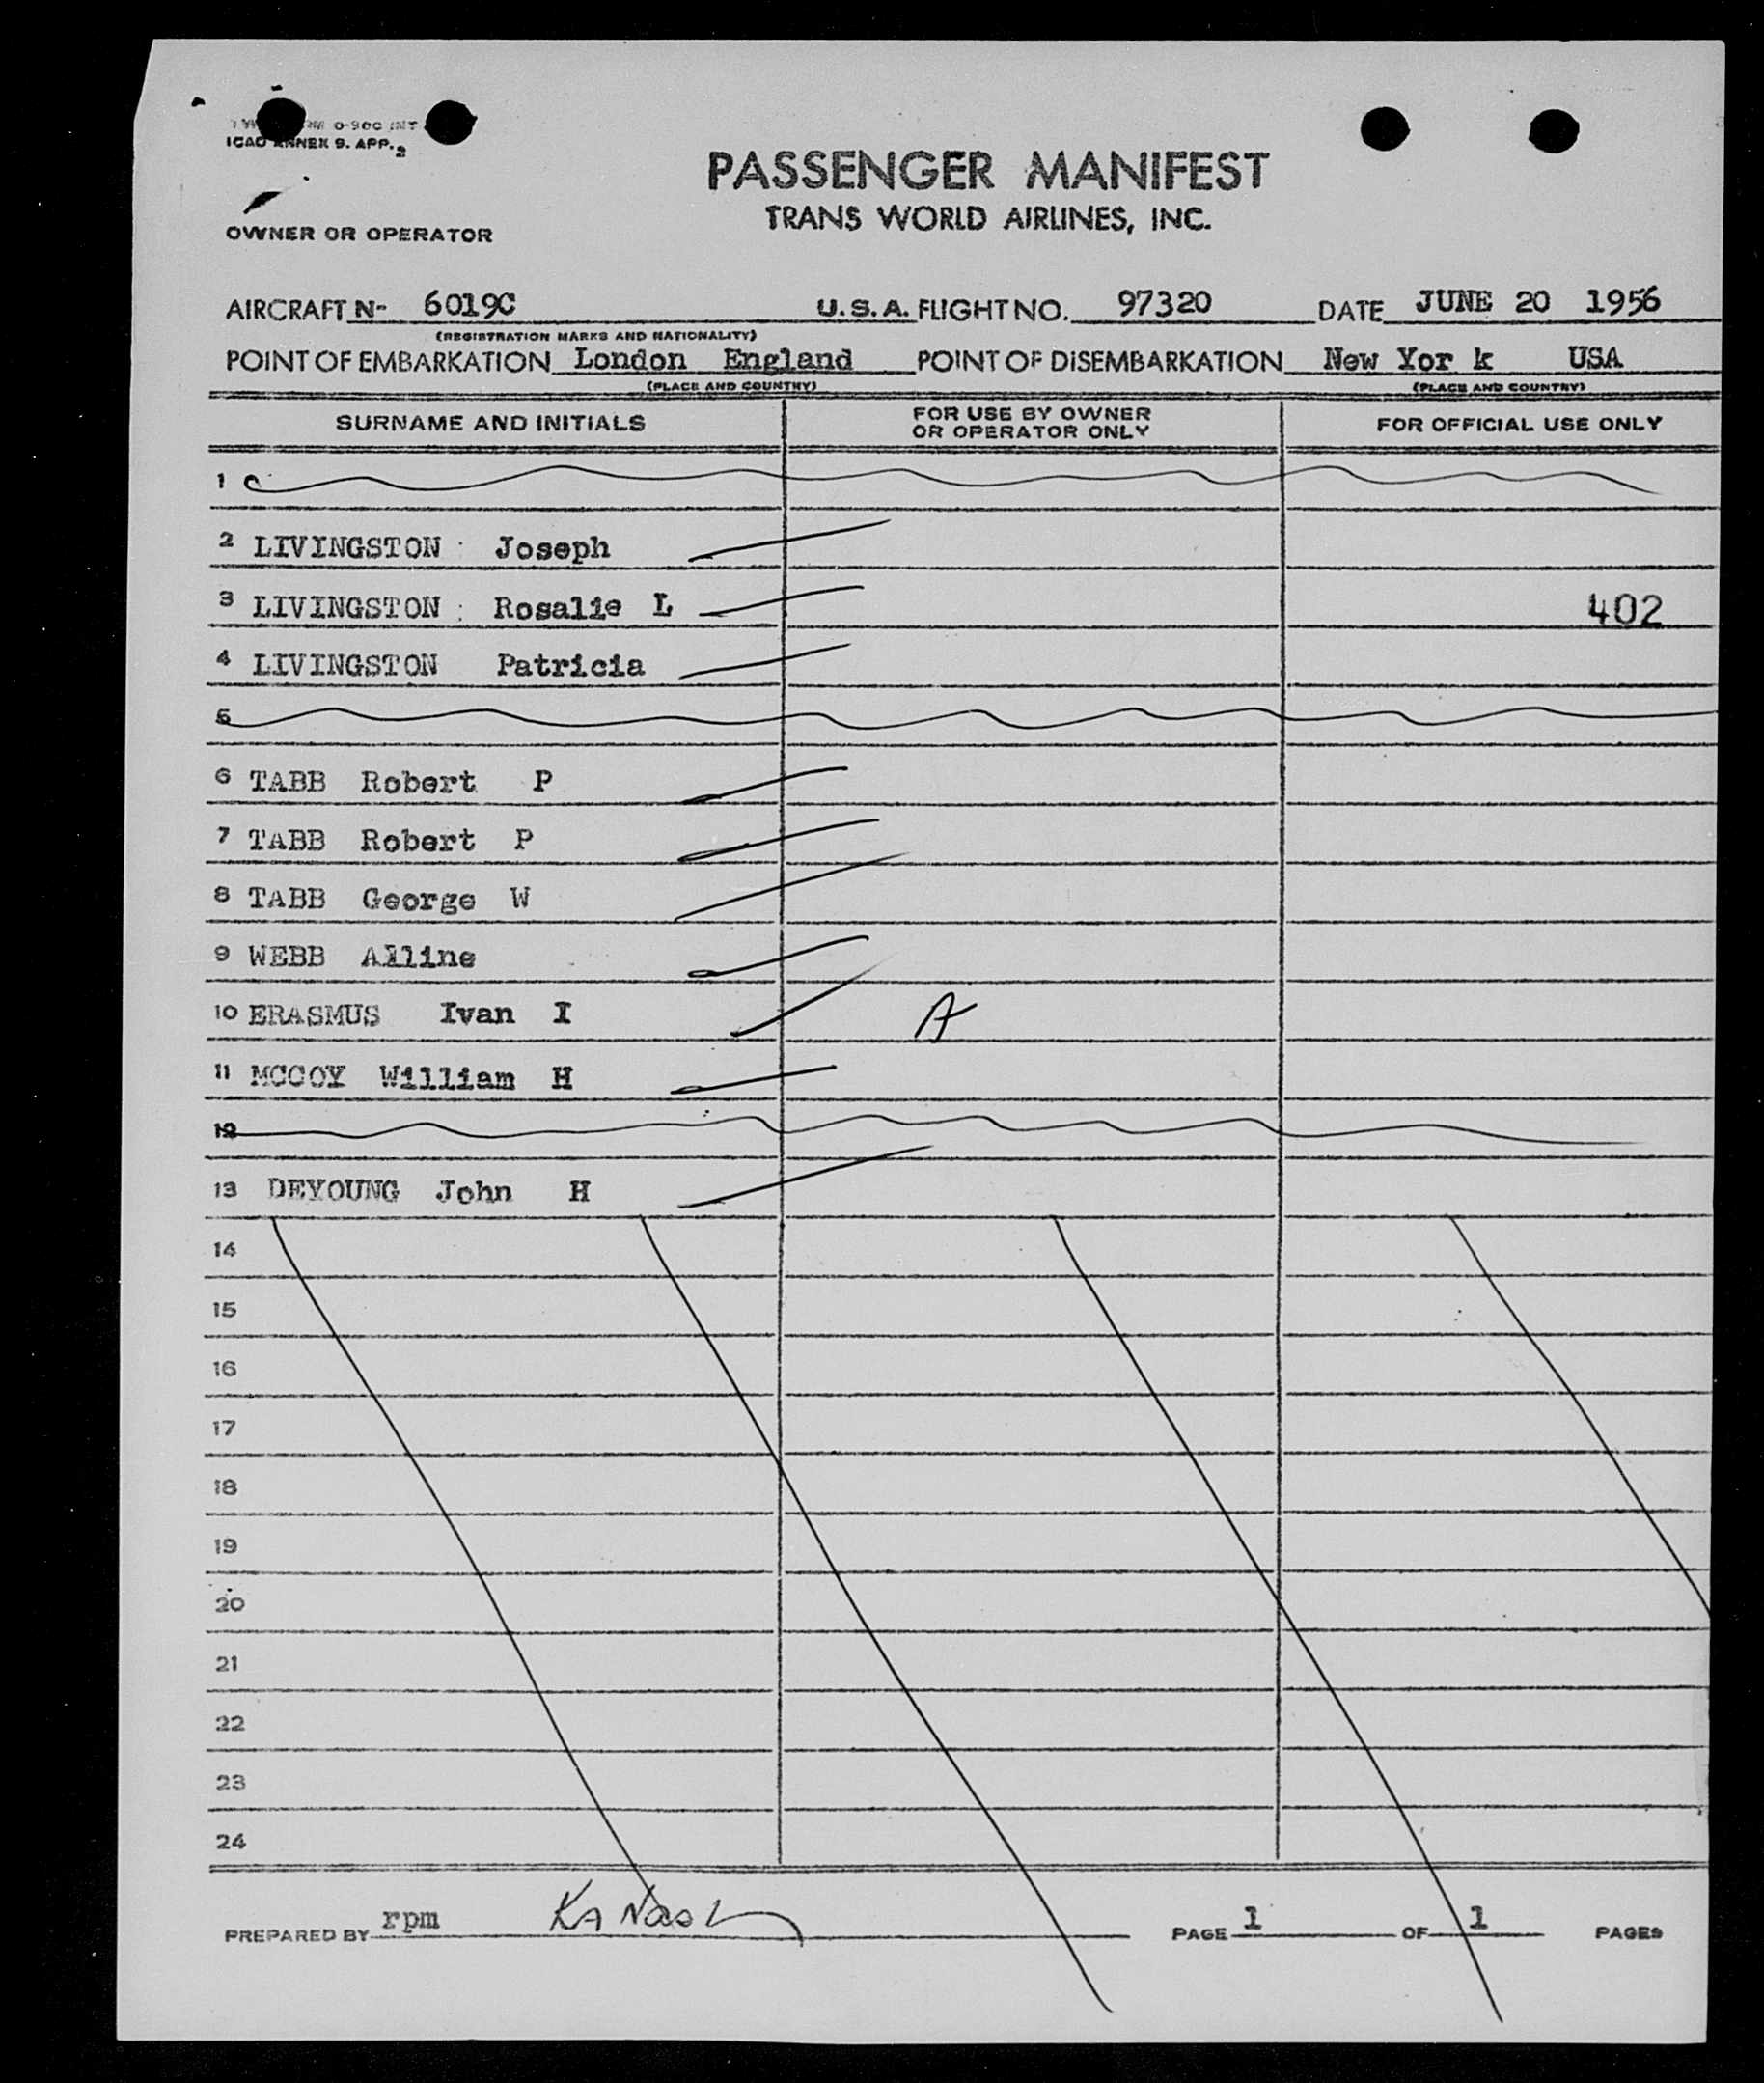 0-90C INT
ICAO ANNEX 9. APP. 2
PASSENGER MANIFEST
TRANS WORLD AIRLINES, INC.
OWNER OR OPERATOR
AIRCRAFT N- 6019C U.S.A. FLIGHT NO. 97320 DATE JUNE 20 1956
(REGISTRATION MARKS AND NATIONALITY)
POINT OF EMBARKATION London England POINT OF DISEMBARKATION New Yor k USA
(PLACE AND COUNTRY) (PLACE AND COUNTRY)
SURNAME AND INITIALS FOR USE BY OWNER OR OPERATOR ONLY FOR OFFICIAL USE ONLY
1
2 LIVINGSTON Joseph
3 LIVINGSTON Rosalie L 402
4 LIVINGSTON Patricia
5
6 TABB Robert P
7 TABB Robert P
8 TABB George W
9 WEBB Alline
10 ERASMUS Ivan I A
11 MCCOY William H
12
13 DEYOUNG John H
14
15
16
17
18
19
20
21
22
23
24
PREPARED BY rpm KA Nash PAGE 1 OF 1 PAGES